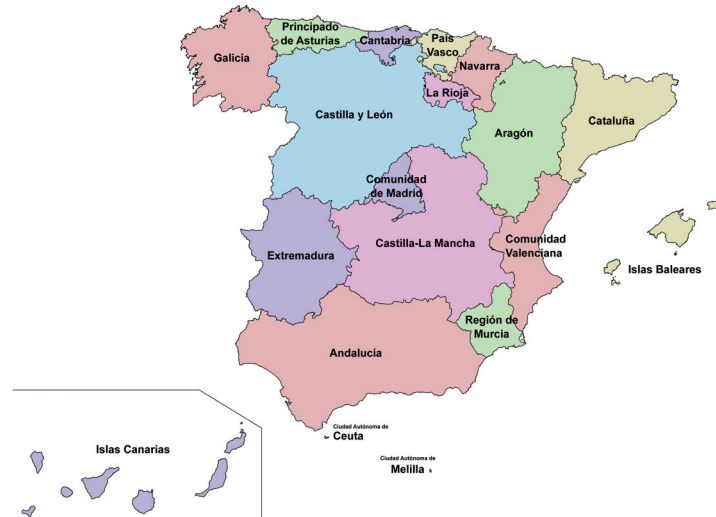 Principado
de Asturias
Cantabria
País
Vasco
Galicia
Navarra
La Rioja
Castilla y León
Cataluña
Aragón
Comunidad
de Madrid
Comunidad
Valenciana
Castilla-La Mancha
Extremadura
Islas Baleares
Región de
Murcia
Andalucía
Ciudad Autónoma de
Ceuta
Islas Canarias
Ciudad Autónoma de
Melilla